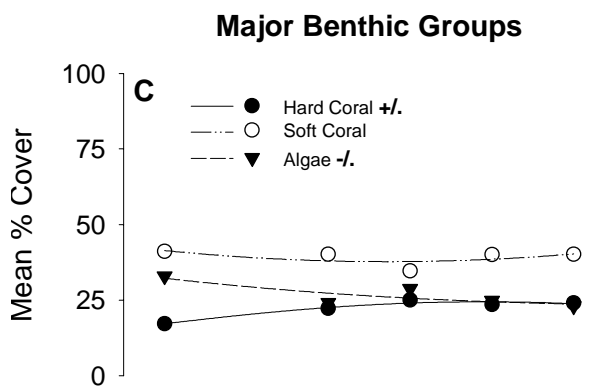 Major Benthic Groups
100
C
Hard Coral +/.
Soft Coral
75
Algae -/.
Mean % Cover
50
25
0